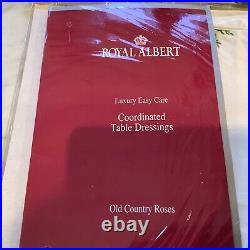 ROYAL ALBERT
Luxury Easy Care
Coordinated
Table Dressings
Old Country Roses